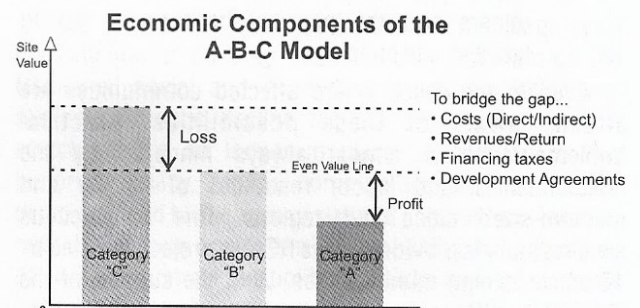 Economic Components of the
A-B-C Model
Site
Value
To bridge the gap...
• Costs (Direct/Indirect)
• Revenues/Return
• Financing taxes
• Development Agreements
Even Value Line
Profit
Category
"C"
Category
"B"
Category
"A"